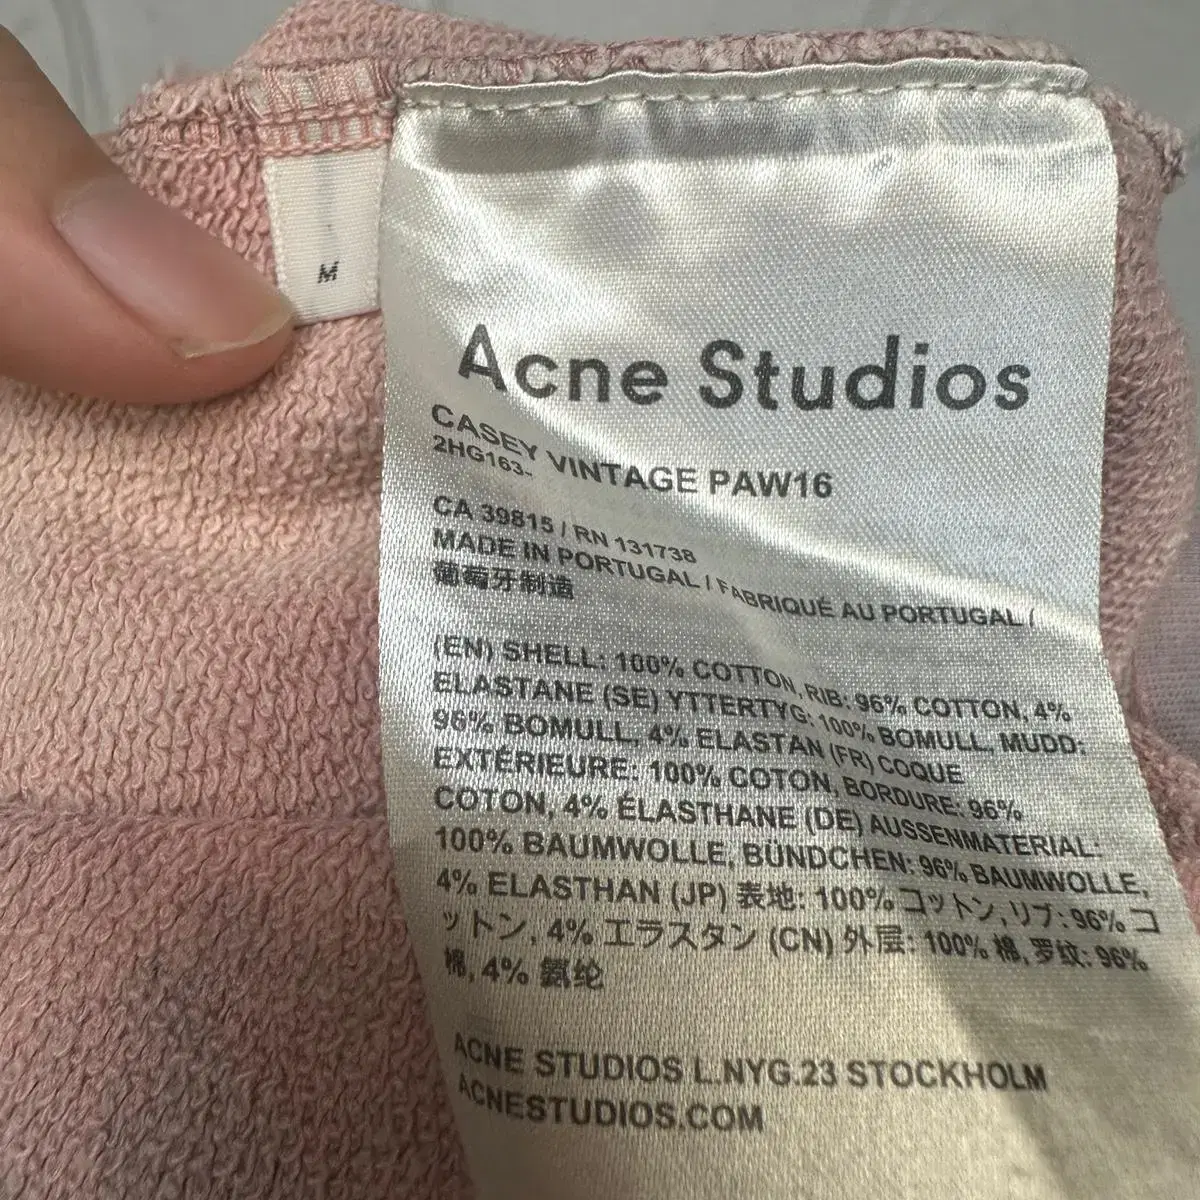 M
Acne Studios
CASEY VINTAGE PAW16
2HG163-
CA 39815 / RN 131738
MADE IN PORTUGAL / FABRIQUÉ AU PORTUGAL /
葡萄牙制造
(EN) SHELL: 100% COTTON, RIB: 96% COTTON, 4%
ELASTANE (SE) YTTERTYG: 100% BOMULL, MUDD:
96% BOMULL, 4% ELASTAN (FR) COQUE
EXTÉRIEURE: 100% COTON, BORDURE: 96%
COTON, 4% ÉLASTHANE (DE) AUSSENMATERIAL:
100% BAUMWOLLE, BÜNDCHEN: 96% BAUMWOLLE,
4% ELASTHAN (JP) 表地: 100% コットン, リブ: 96% コ
ットン, 4% エラスタン (CN) 外层: 100% 棉, 罗纹: 96%
棉, 4% 氨纶
ACNE STUDIOS L.NYG.23 STOCKHOLM
ACNESTUDIOS.COM